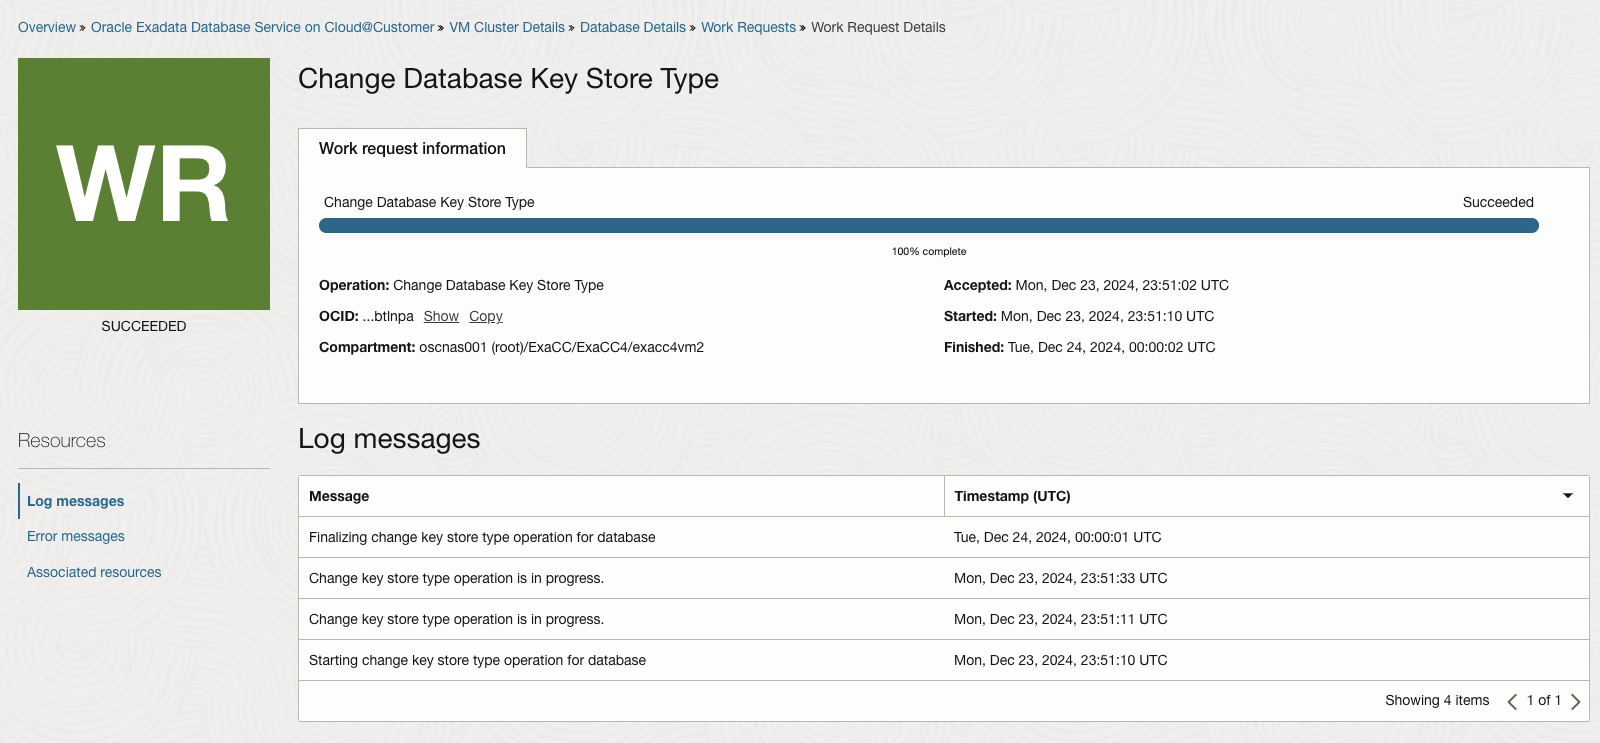 Overview » Oracle Exadata Database Service on Cloud@Customer » VM Cluster Details » Database Details » Work Requests » Work Request Details
WR
SUCCEEDED
Change Database Key Store Type
Work request information
Change Database Key Store Type Succeeded
100% complete
Operation: Change Database Key Store Type
OCID: ...btlnpa Show Copy
Compartment: oscnas001 (root)/ExaCC/ExaCC4/exacc4vm2
Accepted: Mon, Dec 23, 2024, 23:51:02 UTC
Started: Mon, Dec 23, 2024, 23:51:10 UTC
Finished: Tue, Dec 24, 2024, 00:00:02 UTC
Resources
Log messages
Error messages
Associated resources
Log messages
Message Timestamp (UTC)
Finalizing change key store type operation for database Tue, Dec 24, 2024, 00:00:01 UTC
Change key store type operation is in progress. Mon, Dec 23, 2024, 23:51:33 UTC
Change key store type operation is in progress. Mon, Dec 23, 2024, 23:51:11 UTC
Starting change key store type operation for database Mon, Dec 23, 2024, 23:51:10 UTC
Showing 4 items 1 of 1